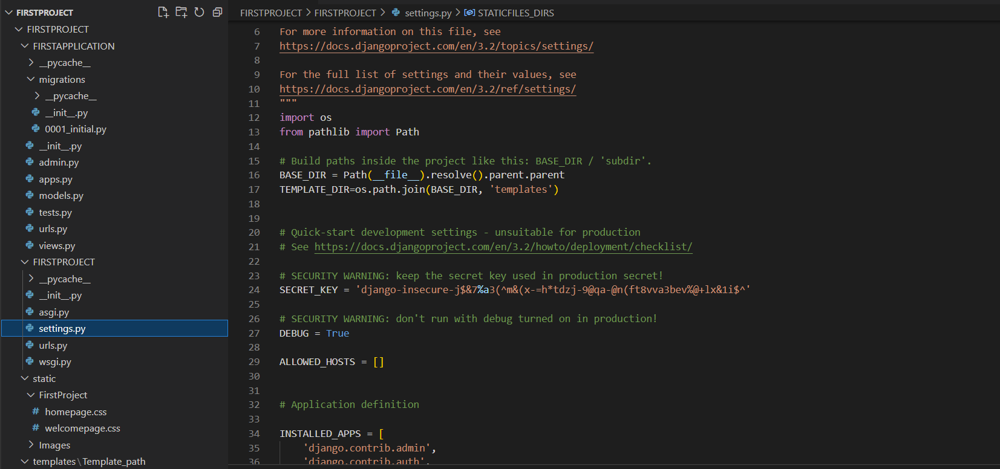 FIRSTPROJECT
FIRSTPROJECT
FIRSTAPPLICATION
__pycache__
migrations
__pycache__
__init__.py
0001_initial.py
__init__.py
admin.py
apps.py
models.py
tests.py
urls.py
views.py
FIRSTPROJECT
__pycache__
__init__.py
asgi.py
settings.py
urls.py
wsgi.py
static
FirstProject
# homepage.css
# welcomepage.css
Images
templates\Template_path
FIRSTPROJECT > FIRSTPROJECT > settings.py > STATICFILES_DIRS
6 For more information on this file, see
7 https://docs.djangoproject.com/en/3.2/topics/settings/
8
9 For the full list of settings and their values, see
10 https://docs.djangoproject.com/en/3.2/ref/settings/
11 """
12 import os
13 from pathlib import Path
14
15 # Build paths inside the project like this: BASE_DIR / 'subdir'.
16 BASE_DIR = Path(__file__).resolve().parent.parent
17 TEMPLATE_DIR=os.path.join(BASE_DIR, 'templates')
18
19
20 # Quick-start development settings - unsuitable for production
21 # See https://docs.djangoproject.com/en/3.2/howto/deployment/checklist/
22
23 # SECURITY WARNING: keep the secret key used in production secret!
24 SECRET_KEY = 'django-insecure-j$&7%a3(^m&(x-=h*tdzj-9@qa-@n(ft8vva3bev%@+lx&1i$^'
25
26 # SECURITY WARNING: don't run with debug turned on in production!
27 DEBUG = True
28
29 ALLOWED_HOSTS = []
30
31
32 # Application definition
33
34 INSTALLED_APPS = [
35 'django.contrib.admin',
36 'django.contrib.auth',